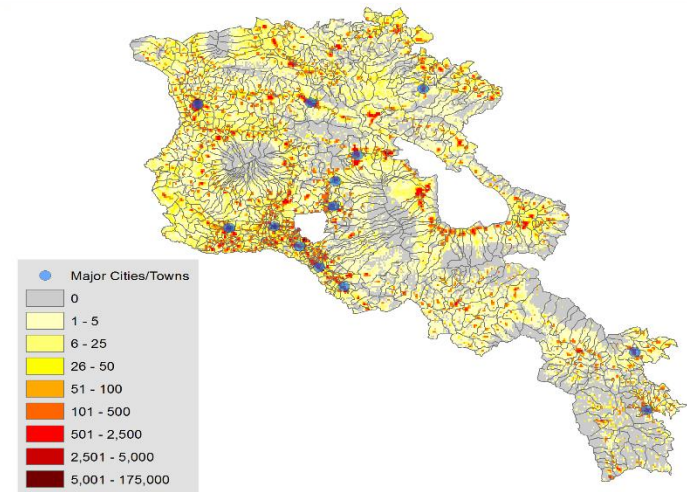 Major Cities/Towns
0
1 - 5
6 - 25
26 - 50
51 - 100
101 - 500
501 - 2,500
2,501 - 5,000
5,001 - 175,000